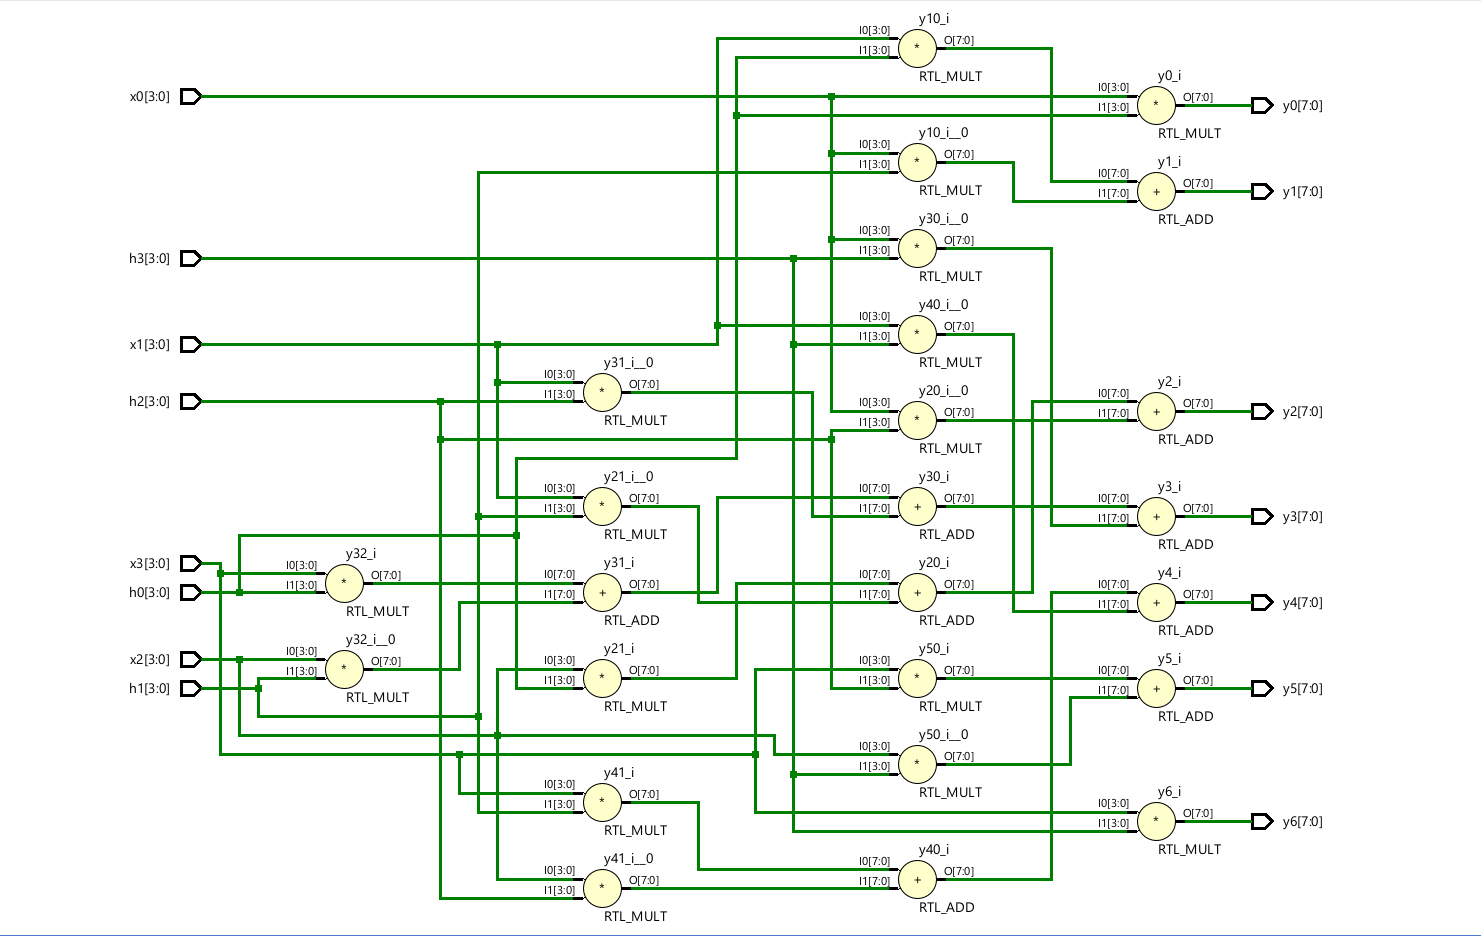 x0[3:0]
h3[3:0]
x1[3:0]
h2[3:0]
x3[3:0]
h0[3:0]
x2[3:0]
h1[3:0]
y32_i
I0[3:0]
I1[3:0]
*
O[7:0]
RTL_MULT
y32_i__0
I0[3:0]
I1[3:0]
*
O[7:0]
RTL_MULT
y31_i__0
I0[3:0]
I1[3:0]
*
O[7:0]
RTL_MULT
y21_i__0
I0[3:0]
I1[3:0]
*
O[7:0]
RTL_MULT
y31_i
I0[7:0]
I1[7:0]
+
O[7:0]
RTL_ADD
y21_i
I0[3:0]
I1[3:0]
*
O[7:0]
RTL_MULT
y41_i
I0[3:0]
I1[3:0]
*
O[7:0]
RTL_MULT
y41_i__0
I0[3:0]
I1[3:0]
*
O[7:0]
RTL_MULT
y10_i
I0[3:0]
I1[3:0]
*
O[7:0]
RTL_MULT
y10_i__0
I0[3:0]
I1[3:0]
*
O[7:0]
RTL_MULT
y30_i__0
I0[3:0]
I1[3:0]
*
O[7:0]
RTL_MULT
y40_i__0
I0[3:0]
I1[3:0]
*
O[7:0]
RTL_MULT
y20_i__0
I0[3:0]
I1[3:0]
*
O[7:0]
RTL_MULT
y30_i
I0[7:0]
I1[7:0]
+
O[7:0]
RTL_ADD
y20_i
I0[7:0]
I1[7:0]
+
O[7:0]
RTL_ADD
y50_i
I0[3:0]
I1[3:0]
*
O[7:0]
RTL_MULT
y50_i__0
I0[3:0]
I1[3:0]
*
O[7:0]
RTL_MULT
y40_i
I0[7:0]
I1[7:0]
+
O[7:0]
RTL_ADD
y0_i
I0[3:0]
I1[3:0]
*
O[7:0]
RTL_MULT
y0[7:0]
y1_i
I0[7:0]
I1[7:0]
+
O[7:0]
RTL_ADD
y1[7:0]
y2_i
I0[7:0]
I1[7:0]
+
O[7:0]
RTL_ADD
y2[7:0]
y3_i
I0[7:0]
I1[7:0]
+
O[7:0]
RTL_ADD
y3[7:0]
y4_i
I0[7:0]
I1[7:0]
+
O[7:0]
RTL_ADD
y4[7:0]
y5_i
I0[7:0]
I1[7:0]
+
O[7:0]
RTL_ADD
y5[7:0]
y6_i
I0[3:0]
I1[3:0]
*
O[7:0]
RTL_MULT
y6[7:0]